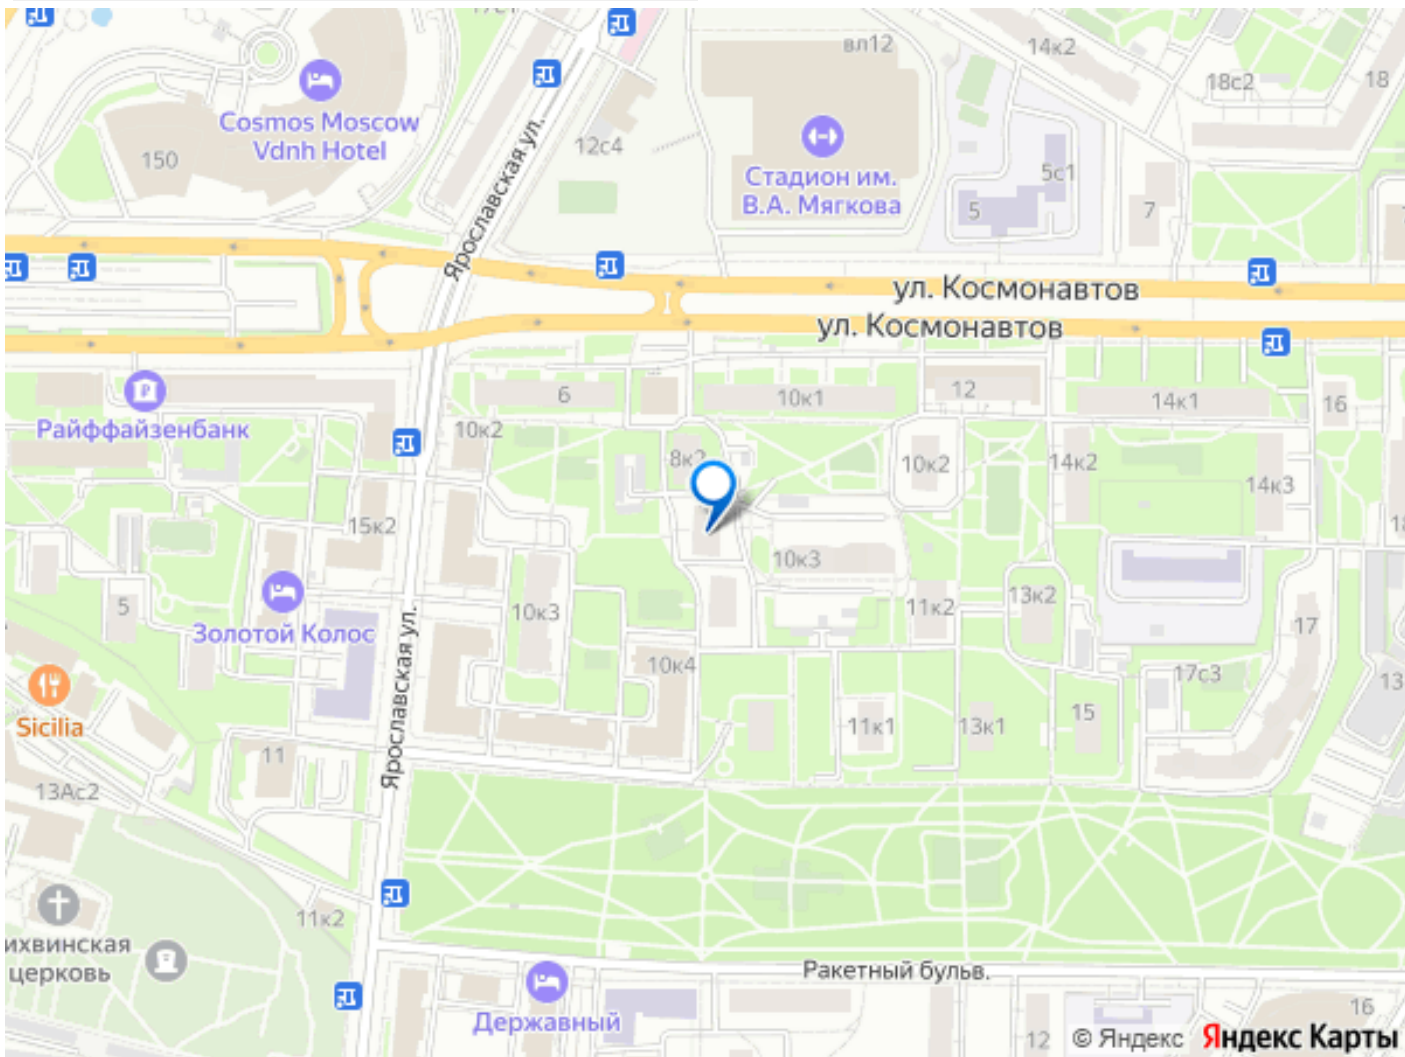 вл12
14к2
18с2
18
Cosmos Moscow
Vdnh Hotel
150
12с4
Ярославская ул.
Стадион им.
В.А. Мягкова
5с1
5
7
ул. Космонавтов
ул. Космонавтов
Райффайзенбанк
6
10к1
12
14к1
16
10к2
8к2
10к2
14к2
14к3
15к2
10к3
5
Золотой Колос
10к3
11к2
13к2
17
Ярославская ул.
10к4
17с3
13
Sicilia
11
11к1
13к1
15
13Ас2
11к2
ихвинская
церковь
Ракетный бульв.
Державный
16
12
© Яндекс Яндекс Карты